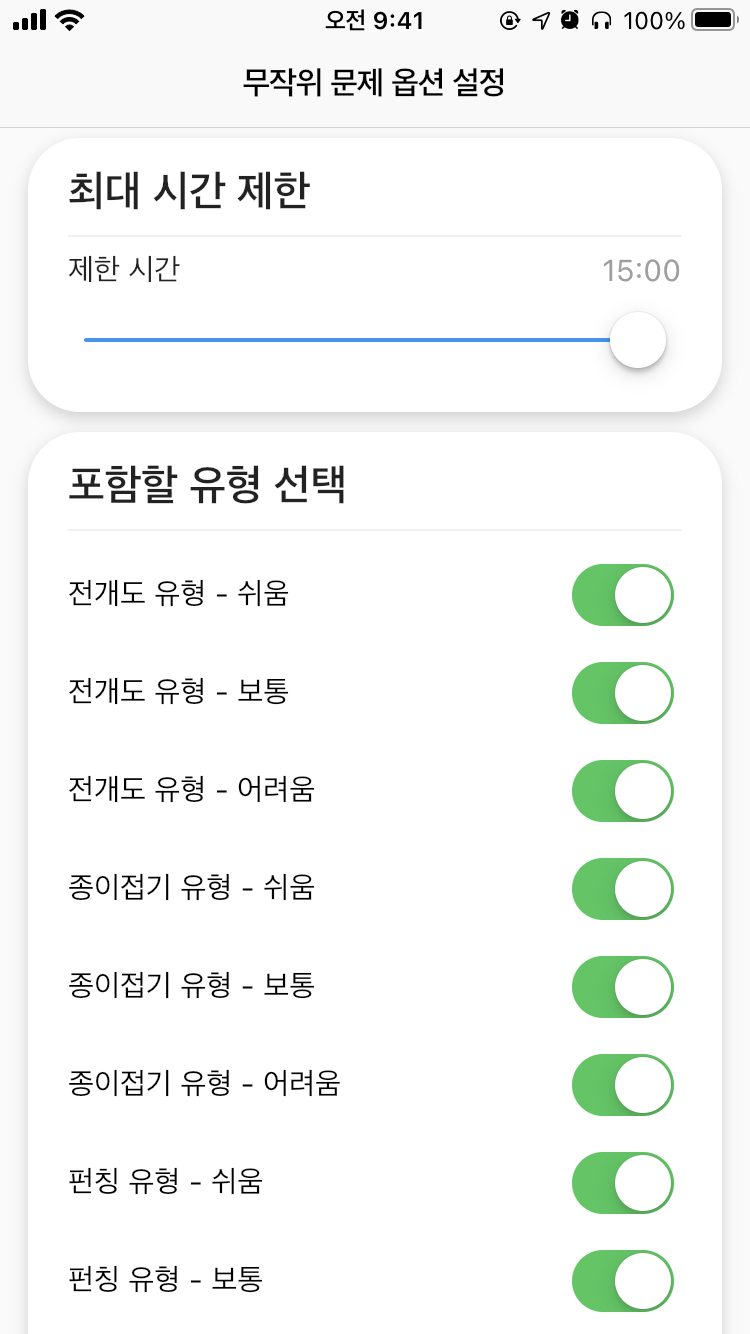 오전 9:41
100%
무작위 문제 옵션 설정
최대 시간 제한
제한 시간 15:00
포함할 유형 선택
전개도 유형 - 쉬움
전개도 유형 - 보통
전개도 유형 - 어려움
종이접기 유형 - 쉬움
종이접기 유형 - 보통
종이접기 유형 - 어려움
펀칭 유형 - 쉬움
펀칭 유형 - 보통